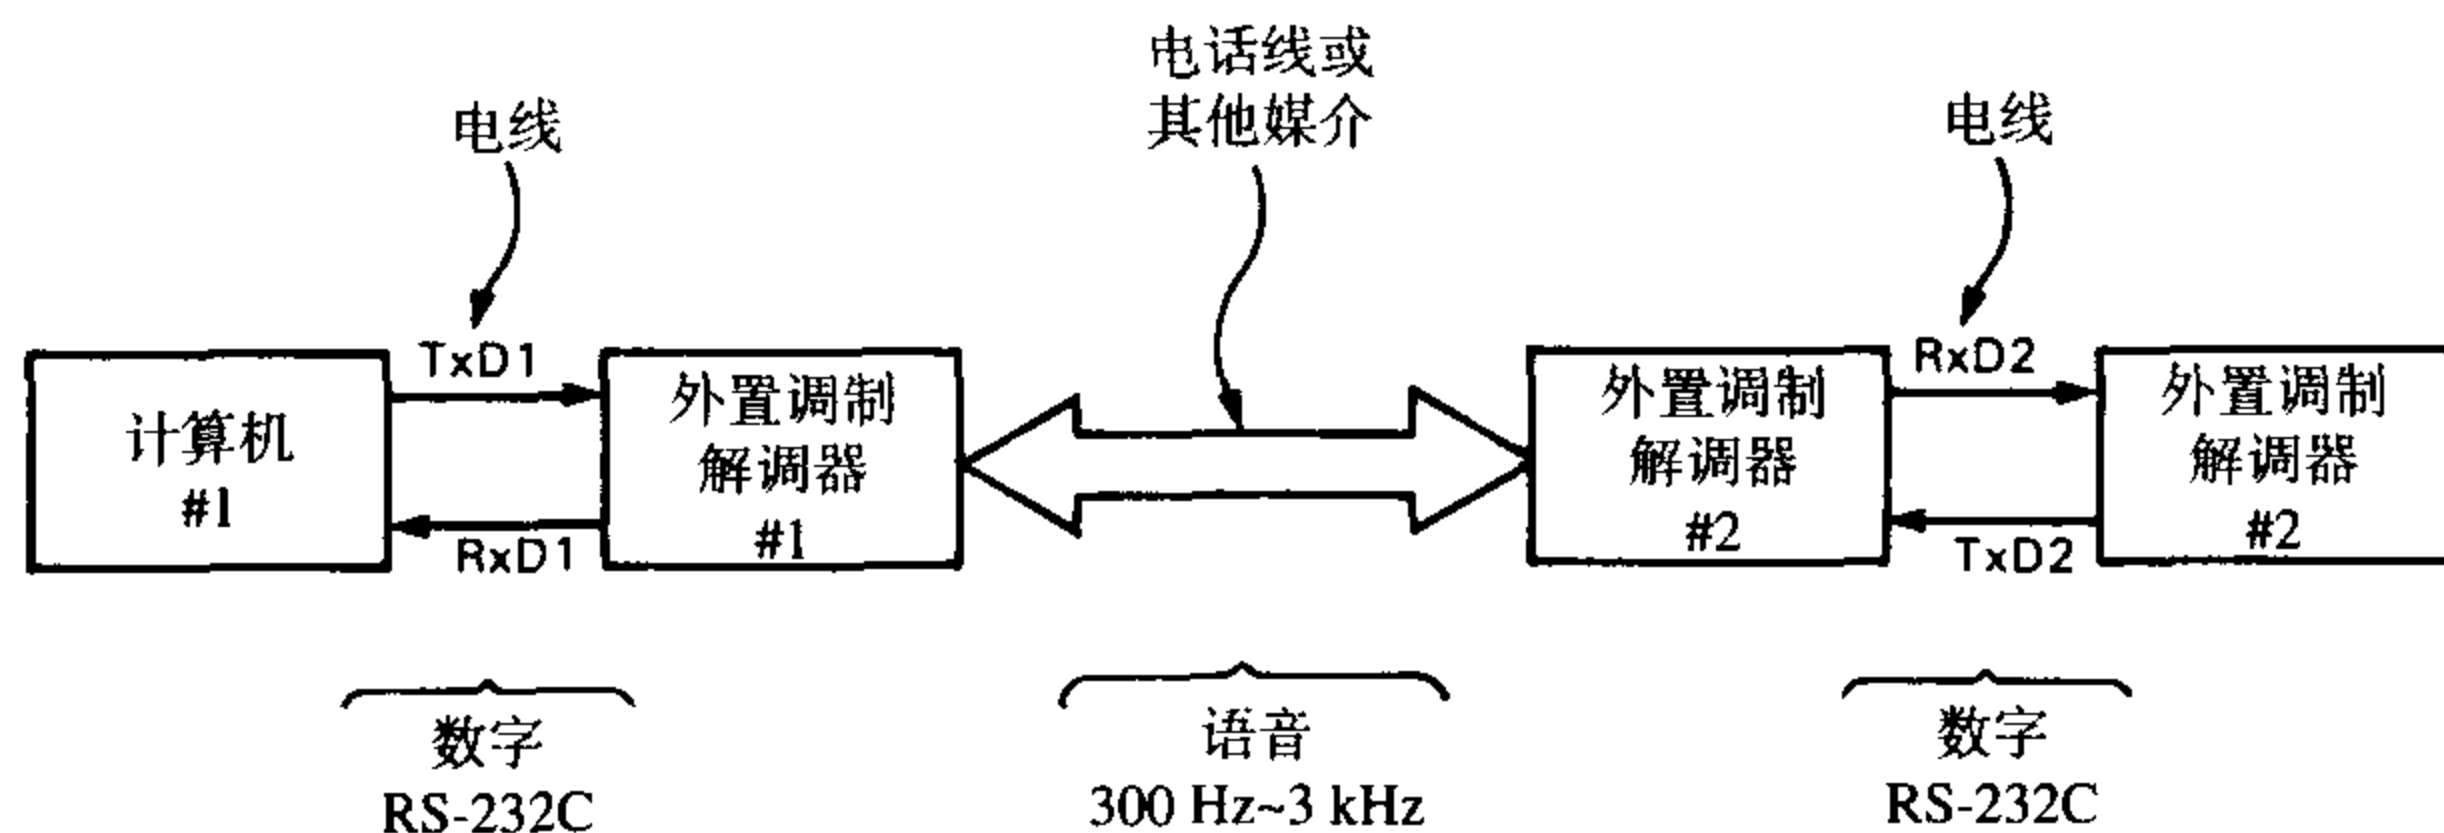 电话线或
其他媒介
电线
电线
TxD1
RxD2
计算机
#1
外置调制
解调器
#1
外置调制
解调器
#2
外置调制
解调器
#2
RxD1
TxD2
数字
RS-232C
语音
300 Hz~3 kHz
数字
RS-232C